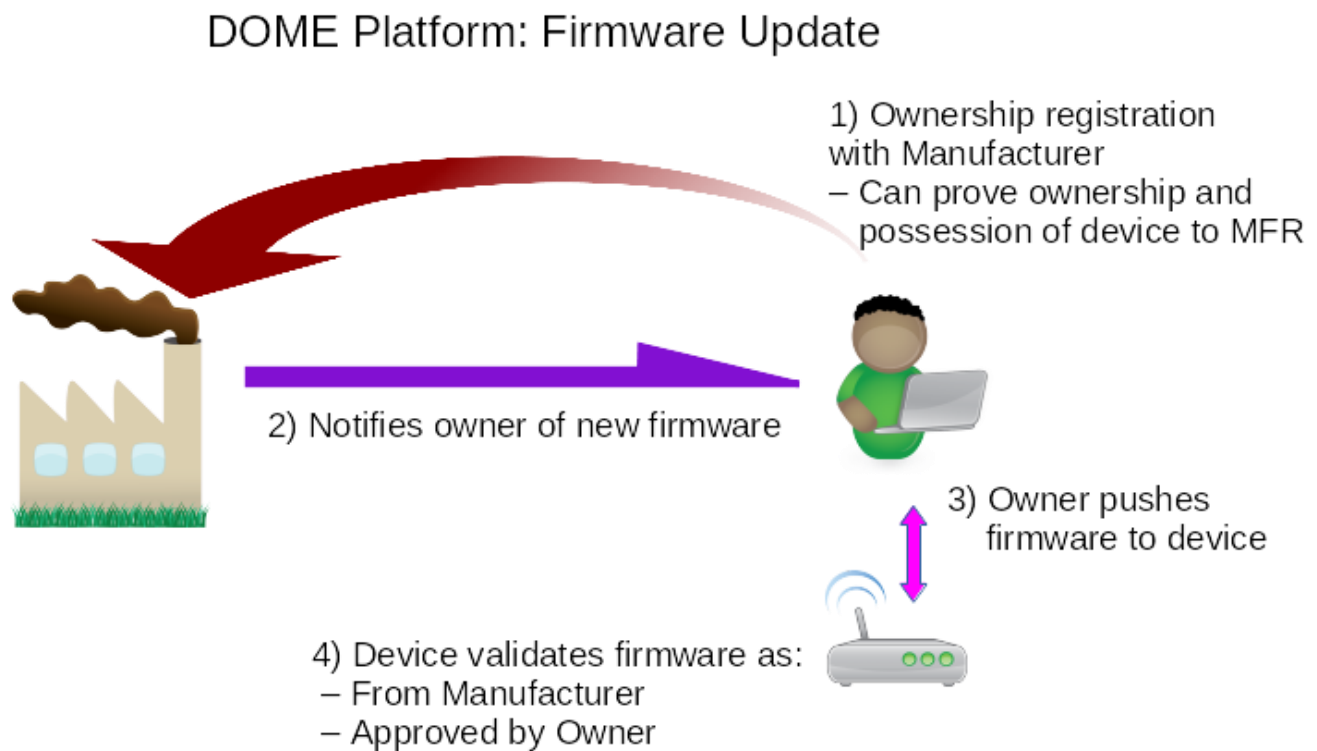 DOME Platform: Firmware Update
1) Ownership registration
with Manufacturer
– Can prove ownership and
possession of device to MFR
2) Notifies owner of new firmware
3) Owner pushes
firmware to device
4) Device validates firmware as:
– From Manufacturer
– Approved by Owner